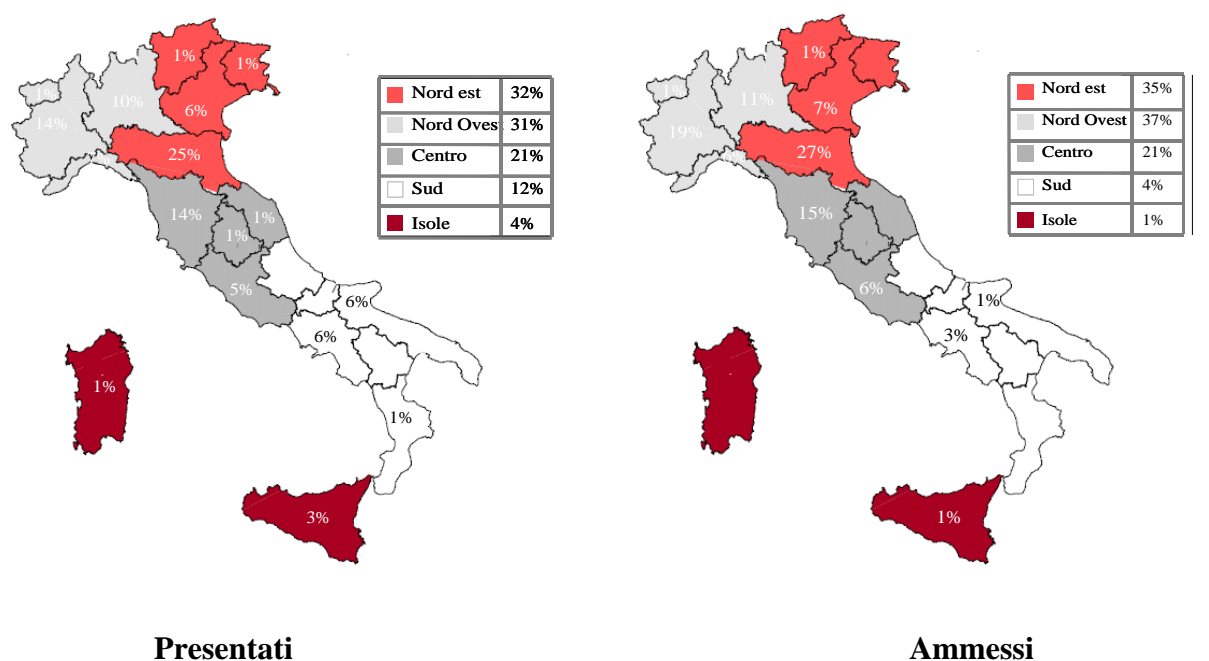 1%
1%
1%
10%
6%
14%
25%
14%
1%
1%
5%
6%
6%
1%
1%
3%
Nord est 32%
Nord Ovest 31%
Centro 21%
Sud 12%
Isole 4%
Presentati
1%
1%
11%
7%
19%
27%
15%
6%
1%
3%
1%
Nord est 35%
Nord Ovest 37%
Centro 21%
Sud 4%
Isole 1%
Ammessi